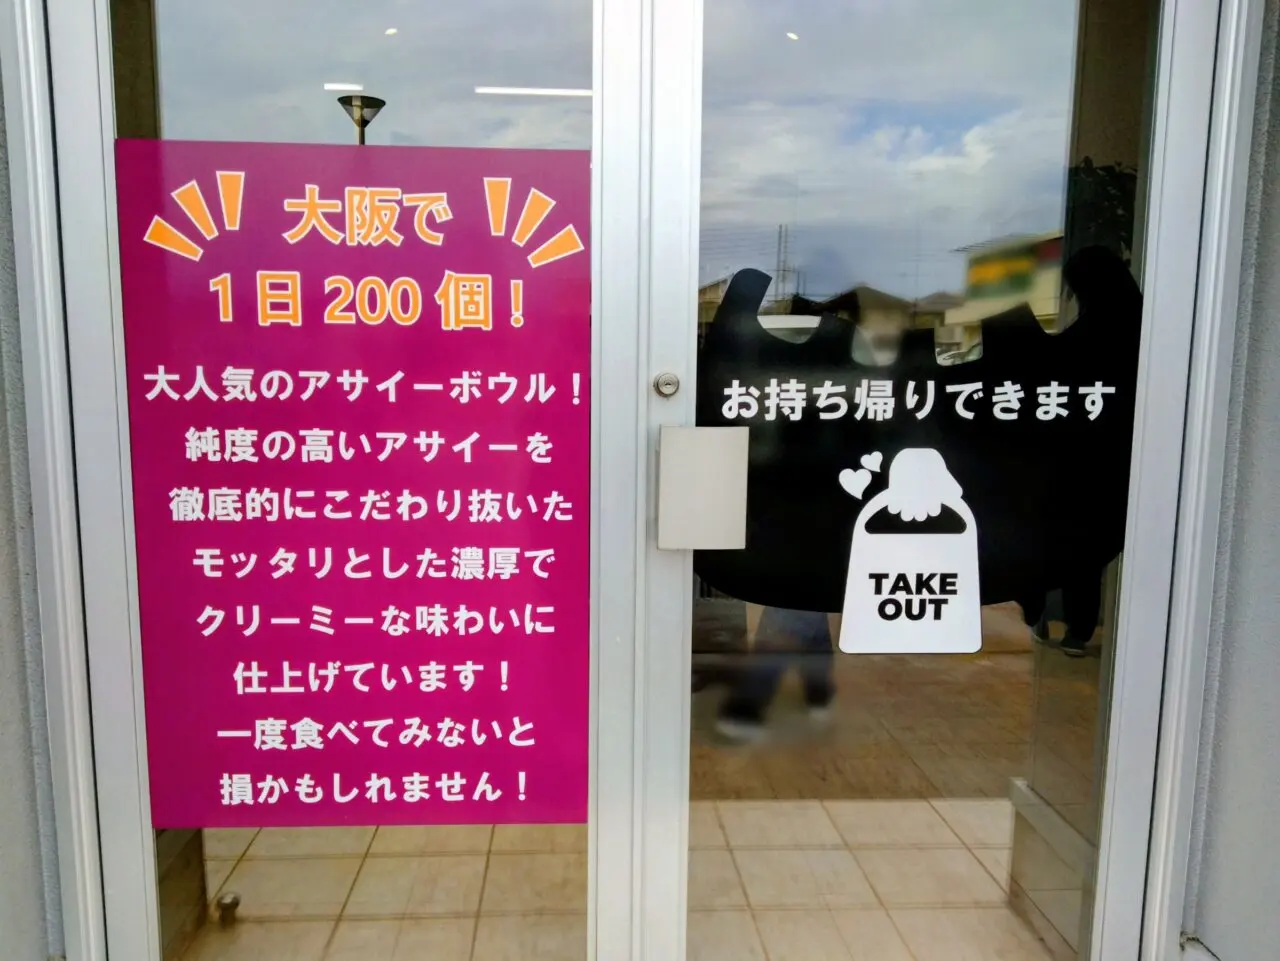 大阪で
1日200個！
大人気のアサイーボウル！
純度の高いアサイーを
徹底的にこだわり抜いた
モッタリとした濃厚で
クリーミーな味わいに
仕上げています！
一度食べてみないと
損かもしれません！
お持ち帰りできます
TAKE
OUT